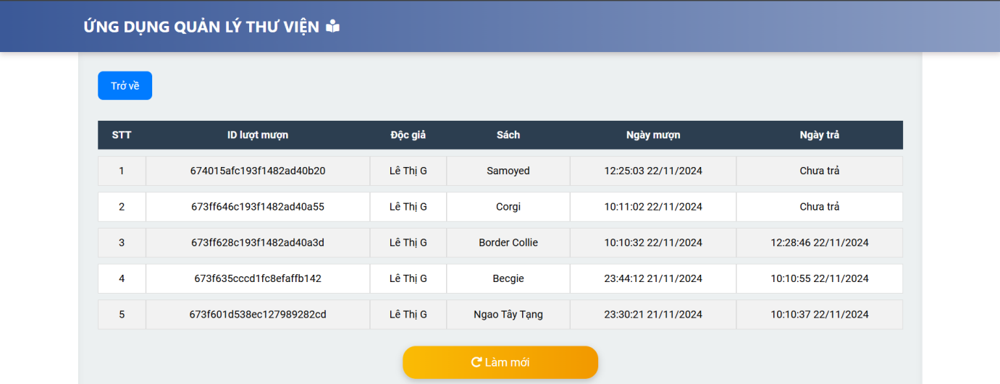 ỨNG DỤNG QUẢN LÝ THƯ VIỆN
Trở về
STT ID lượt mượn Độc giả Sách Ngày mượn Ngày trả
1 674015afc193f1482ad40b20 Lê Thị G Samoyed 12:25:03 22/11/2024 Chưa trả
2 673ff646c193f1482ad40a55 Lê Thị G Corgi 10:11:02 22/11/2024 Chưa trả
3 673ff628c193f1482ad40a3d Lê Thị G Border Collie 10:10:32 22/11/2024 12:28:46 22/11/2024
4 673f635cccd1fc8efaffb142 Lê Thị G Becgie 23:44:12 21/11/2024 10:10:55 22/11/2024
5 673f601d538ec127989282cd Lê Thị G Ngao Tây Tạng 23:30:21 21/11/2024 10:10:37 22/11/2024
Làm mới